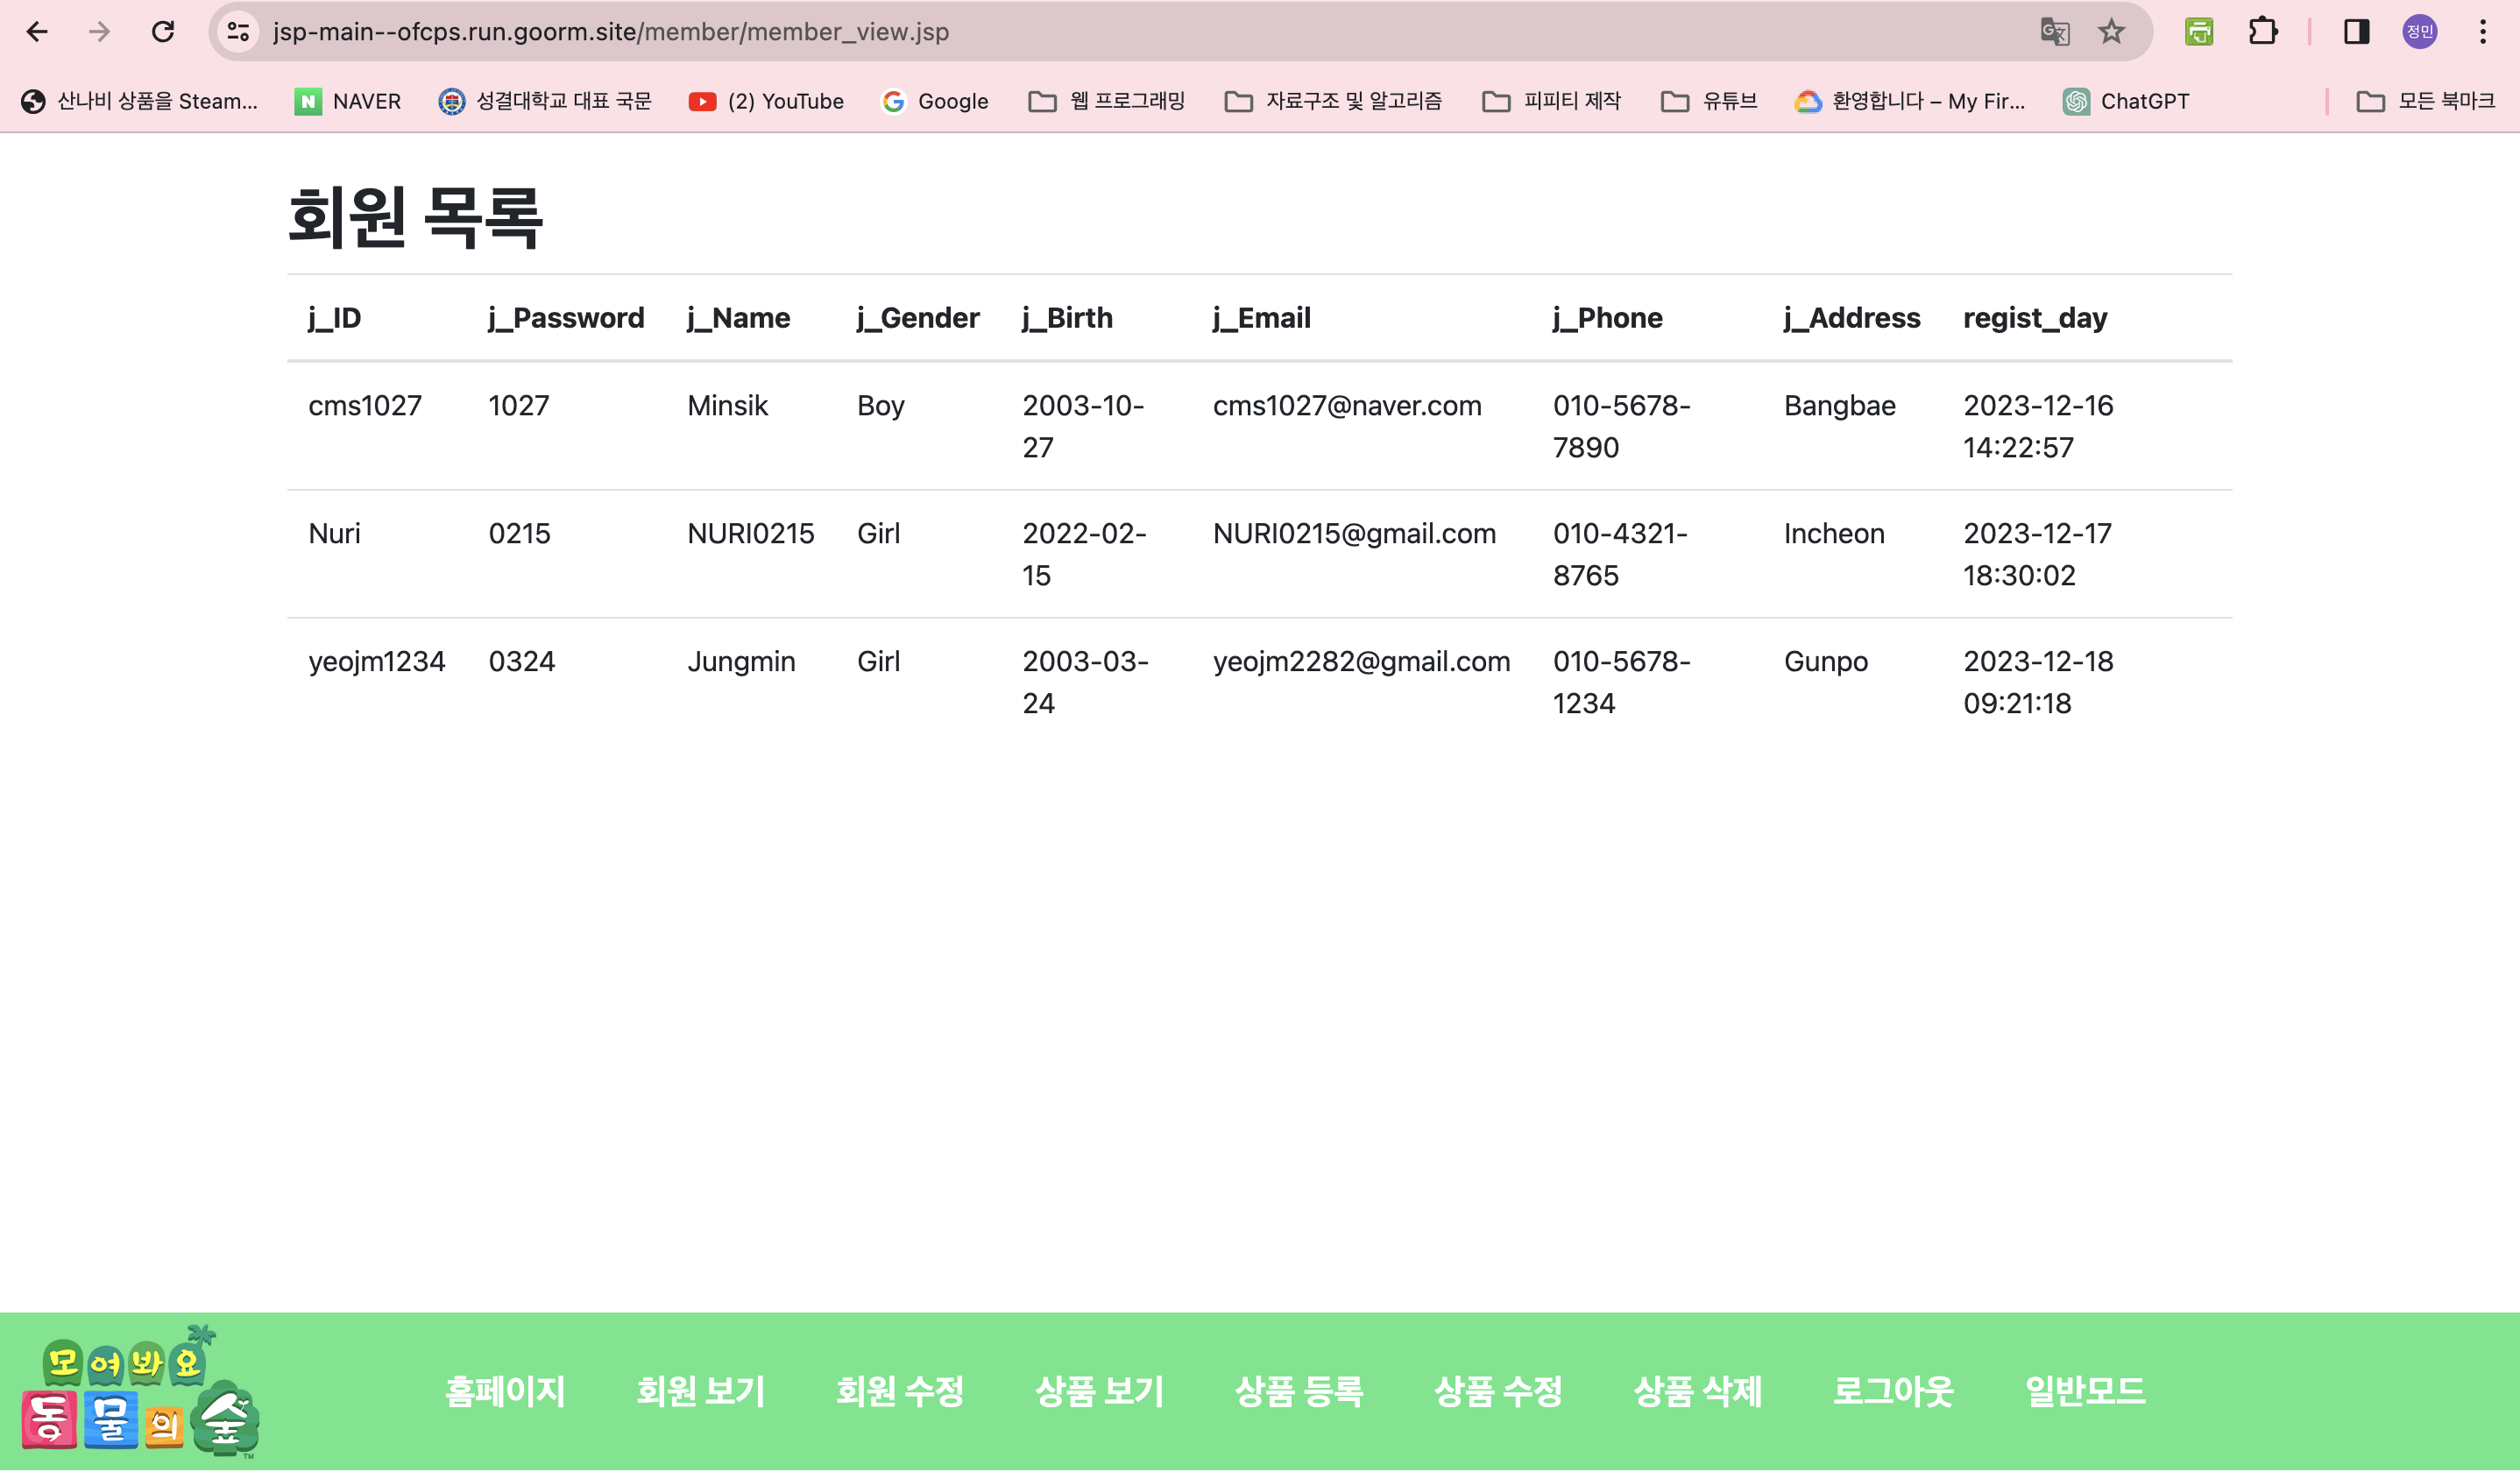 jsp-main--ofcps.run.goorm.site/member/member_view.jsp 정민
산나비 상품을 Steam... NAVER 성결대학교 대표 국문 (2) YouTube Google 웹 프로그래밍 자료구조 및 알고리즘 피피티 제작 유튜브 환영합니다 – My Fir... ChatGPT 모든 북마크
회원 목록
j_ID j_Password j_Name j_Gender j_Birth j_Email j_Phone j_Address regist_day
cms1027 1027 Minsik Boy 2003-10- cms1027@naver.com 010-5678- Bangbae 2023-12-16
27 7890 14:22:57
Nuri 0215 NURI0215 Girl 2022-02- NURI0215@gmail.com 010-4321- Incheon 2023-12-17
15 8765 18:30:02
yeojm1234 0324 Jungmin Girl 2003-03- yeojm2282@gmail.com 010-5678- Gunpo 2023-12-18
24 1234 09:21:18
모여봐요
동물의 숲 TM
홈페이지 회원 보기 회원 수정 상품 보기 상품 등록 상품 수정 상품 삭제 로그아웃 일반모드